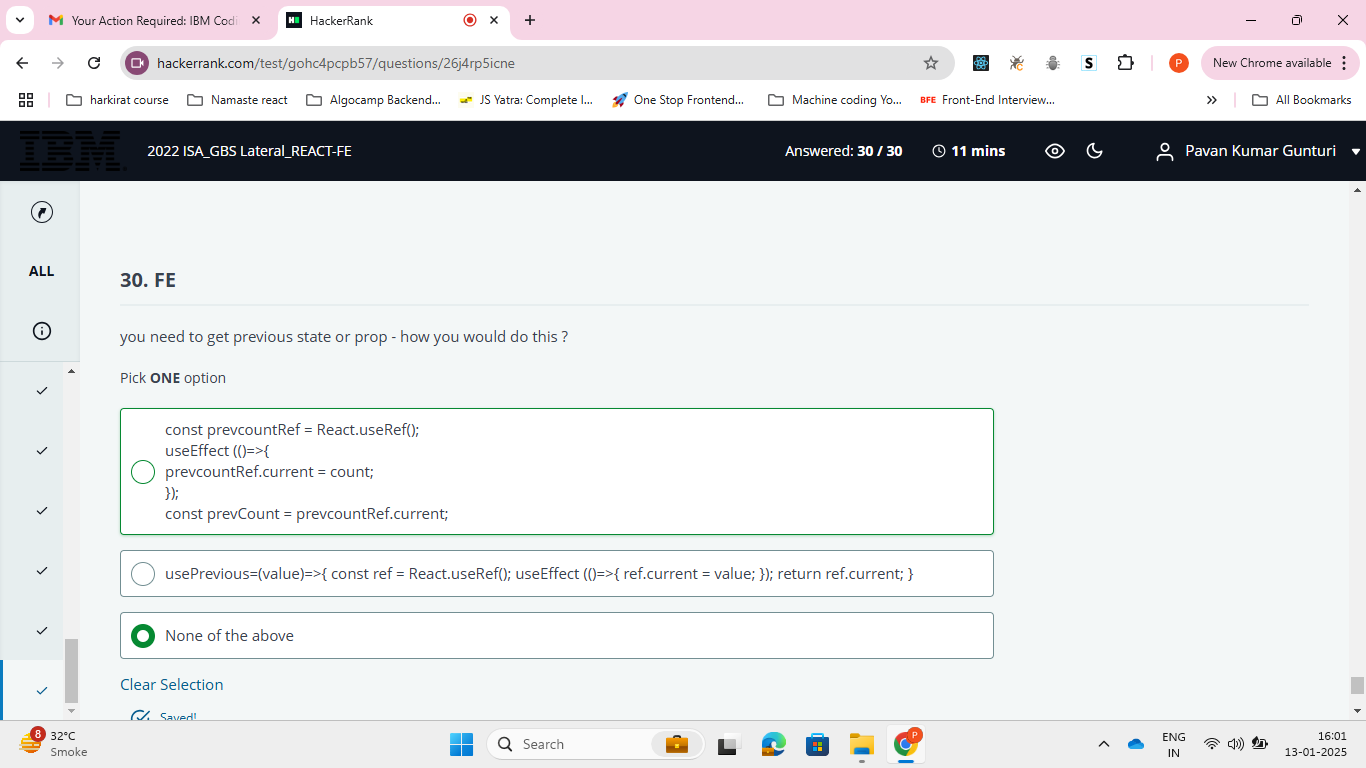 Your Action Required: IBM Codi
HackerRank
hackerrank.com/test/gohc4pcpb57/questions/26j4rp5icne
S
P
New Chrome available
harkirat course
Namaste react
Algocamp Backend...
JS Yatra: Complete I...
One Stop Frontend...
Machine coding Yo...
BFE
Front-End Interview...
All Bookmarks
IBM
2022 ISA_GBS Lateral_REACT-FE
Answered: 30 / 30
11 mins
Pavan Kumar Gunturi
ALL
30. FE
you need to get previous state or prop - how you would do this ?
Pick ONE option
const prevcountRef = React.useRef();
useEffect (()=>{
prevcountRef.current = count;
});
const prevCount = prevcountRef.current;
usePrevious=(value)=>{ const ref = React.useRef(); useEffect (()=>{ ref.current = value; }); return ref.current; }
None of the above
Clear Selection
Saved!
8
32°C
Smoke
Search
P
ENG
IN
16:01
13-01-2025